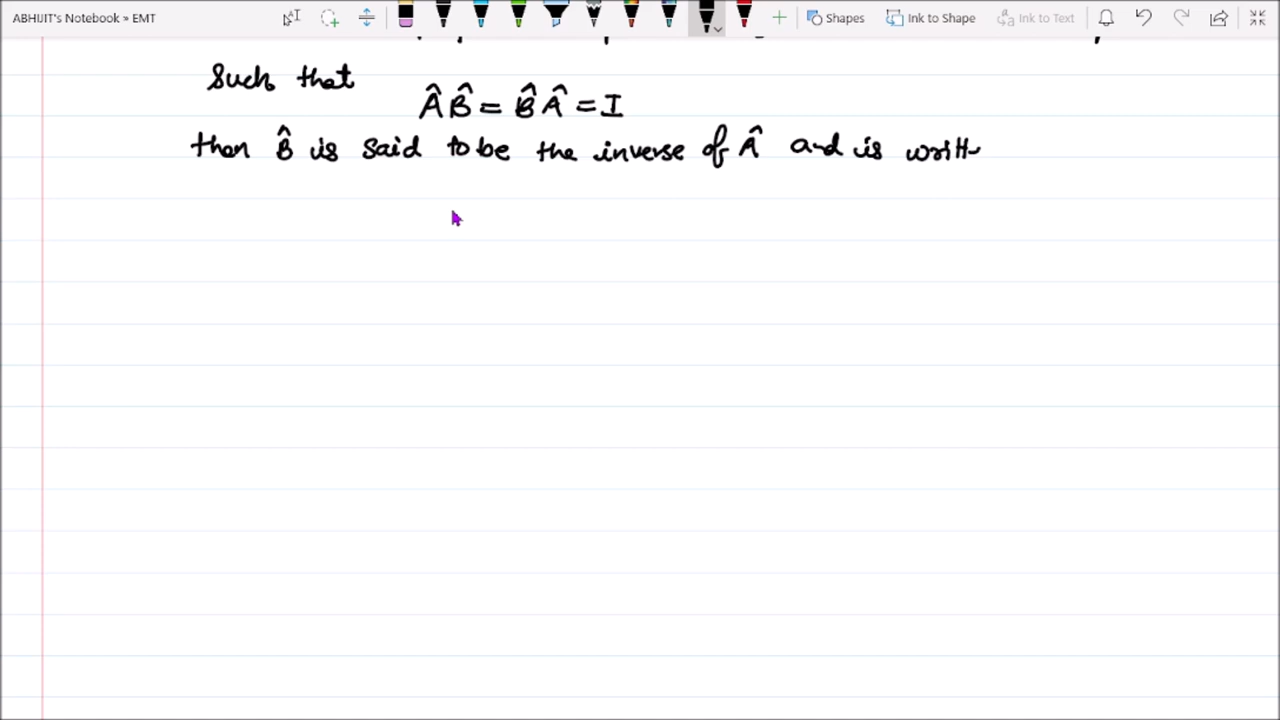 ABHIJIT's Notebook » EMT
Shapes Ink to Shape Ink to Text
Such that
ÂB̂ = B̂Â = I
then B̂ is said to be the inverse of Â and is writt